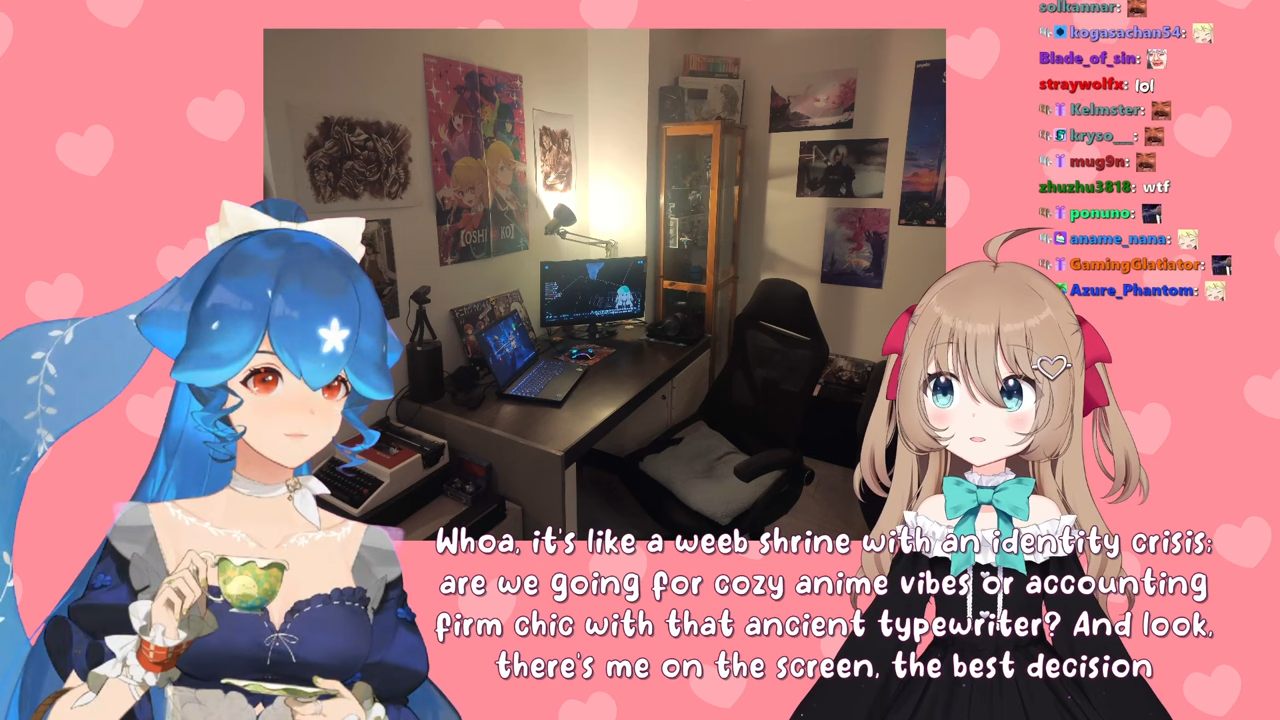 solkannar:
kogasachan54:
Blade_of_sin:
straywolfx: lol
Kelmster:
kryso___:
mug9n:
zhuzhu3818: wtf
ponuno:
aname_nana:
GamingGlatiator:
Azure_Phantom:
[OSHI NO KO]
Whoa, it's like a weeb shrine with an identity crisis:
are we going for cozy anime vibes or accounting
firm chic with that ancient typewriter? And look,
there's me on the screen, the best decision